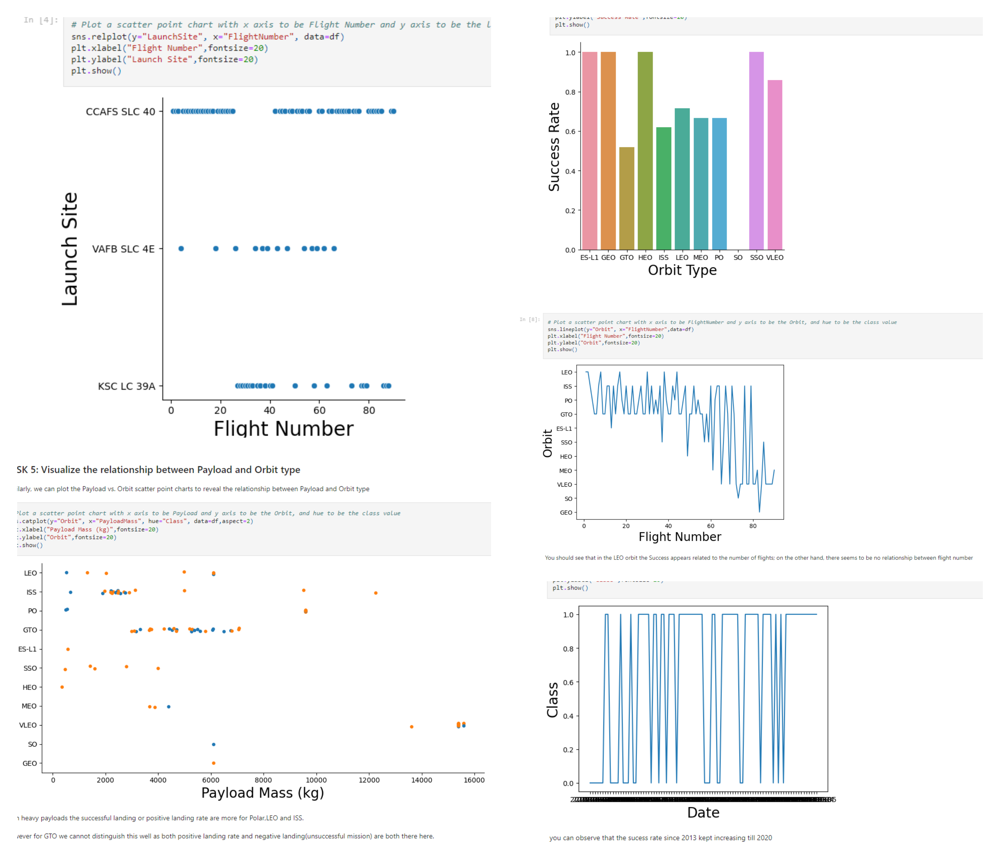 In [4]:
# Plot a scatter point chart with x axis to be Flight Number and y axis to be the l
sns.relplot(y="LaunchSite", x="FlightNumber", data=df)
plt.xlabel("Flight Number",fontsize=20)
plt.ylabel("Launch Site",fontsize=20)
plt.show()
Launch Site
CCAFS SLC 40
VAFB SLC 4E
KSC LC 39A
0 20 40 60 80
Flight Number
SK 5: Visualize the relationship between Payload and Orbit type
ilarly, we can plot the Payload vs. Orbit scatter point charts to reveal the relationship between Payload and Orbit type
Plot a scatter point chart with x axis to be Payload and y axis to be the Orbit, and hue to be the class value
s.catplot(y="Orbit", x="PayloadMass", hue="Class", data=df,aspect=2)
t.xlabel("Payload Mass (kg)",fontsize=20)
t.ylabel("Orbit",fontsize=20)
t.show()
LEO
ISS
PO
GTO
ES-L1
SSO
HEO
MEO
VLEO
SO
GEO
0 2000 4000 6000 8000 10000 12000 14000 16000
Payload Mass (kg)
h heavy payloads the successful landing or positive landing rate are more for Polar,LEO and ISS.
wever for GTO we cannot distinguish this well as both positive landing rate and negative landing(unsuccessful mission) are both there here.
plt.ylabel("Success Rate",fontsize=20)
plt.show()
Success Rate
1.0
0.8
0.6
0.4
0.2
0.0
ES-L1 GEO GTO HEO ISS LEO MEO PO SO SSO VLEO
Orbit Type
In [8]:
# Plot a scatter point chart with x axis to be FlightNumber and y axis to be the Orbit, and hue to be the class value
sns.lineplot(y="Orbit", x="FlightNumber",data=df)
plt.xlabel("Flight Number",fontsize=20)
plt.ylabel("Orbit",fontsize=20)
plt.show()
Orbit
LEO
ISS
PO
GTO
ES-L1
SSO
HEO
MEO
VLEO
SO
GEO
0 20 40 60 80
Flight Number
You should see that in the LEO orbit the Success appears related to the number of flights; on the other hand, there seems to be no relationship between flight number
plt.show()
Class
1.0
0.8
0.6
0.4
0.2
0.0
Date
you can observe that the sucess rate since 2013 kept increasing till 2020